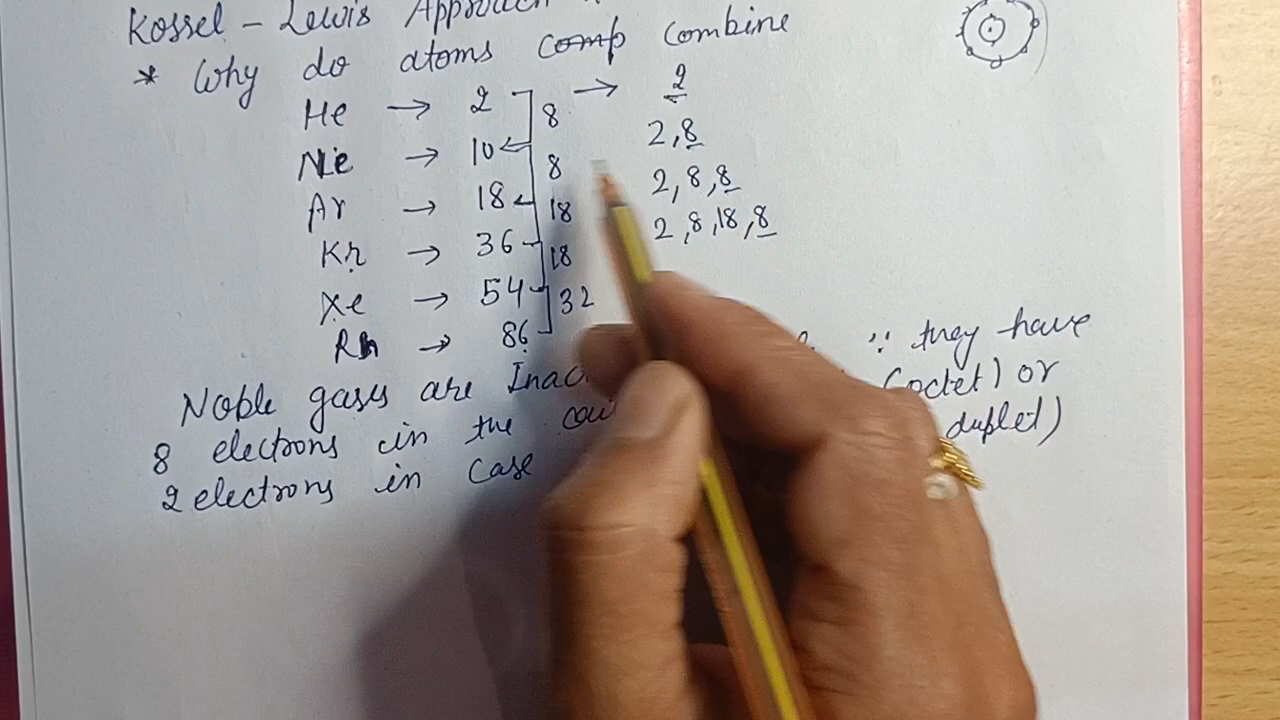 Kossel - Lewis Approach
* Why do atoms comp combine
He → 2 → 2
8
Ne → 10 2,8
8
Ar → 18 2,8,8
18
Kr → 36 2,8,18,8
18
Xe → 54
32
Rn → 86
Noble gases are ∵ they have
8 electrons in the (octet) or
2 electrons in case duplet)